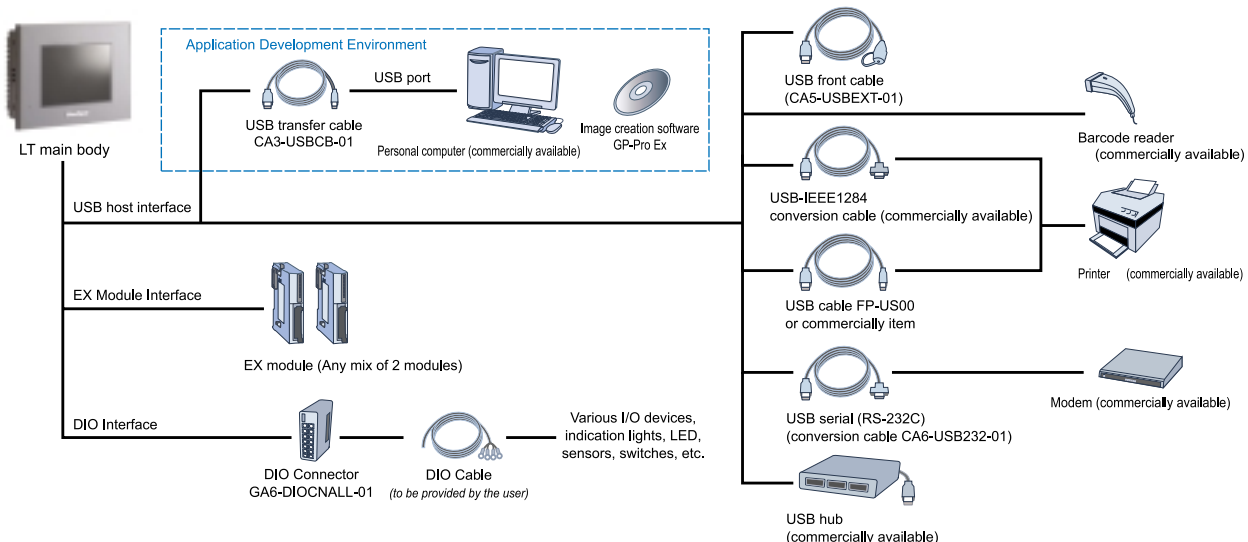 Application Development Environment
USB port
USB transfer cable
CA3-USBCB-01
Personal computer (commercially available)
Image creation software
GP-Pro Ex
LT main body
USB host interface
EX Module Interface
EX module (Any mix of 2 modules)
DIO Interface
DIO Connector
GA6-DIOCNALL-01
DIO Cable
(to be provided by the user)
Various I/O devices,
indication lights, LED,
sensors, switches, etc.
USB front cable
(CA5-USBEXT-01)
Barcode reader
(commercially available)
USB-IEEE1284
conversion cable (commercially available)
Printer (commercially available)
USB cable FP-US00
or commercially item
USB serial (RS-232C)
(conversion cable CA6-USB232-01)
Modem (commercially available)
USB hub
(commercially available)